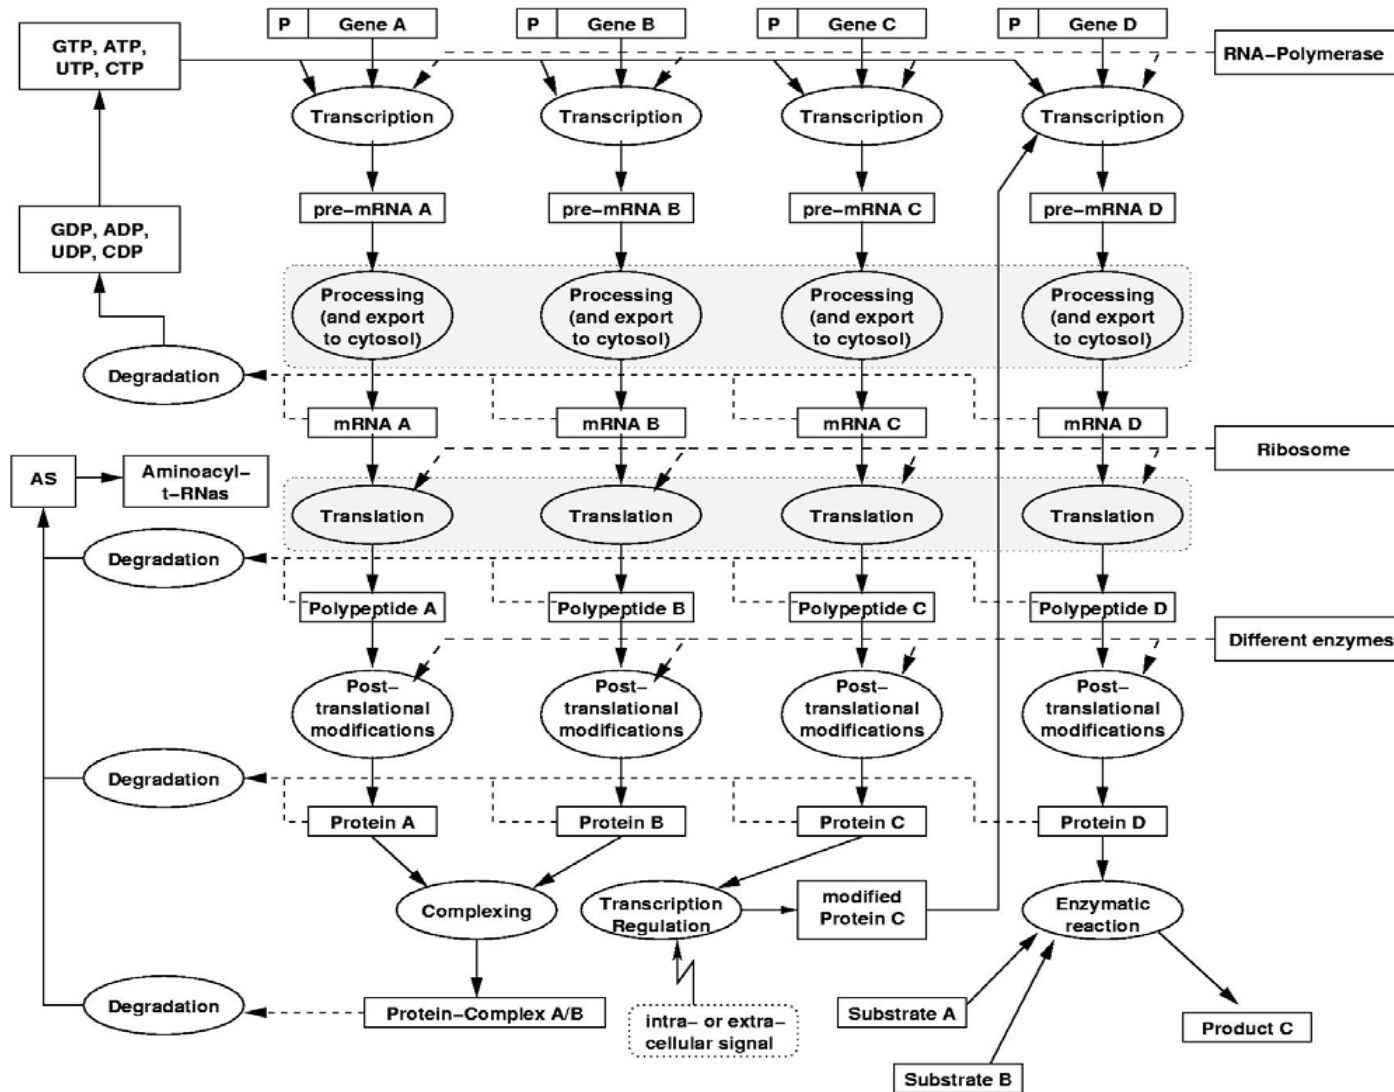 P Gene A
P Gene B
P Gene C
P Gene D
GTP, ATP,
UTP, CTP
RNA–Polymerase
Transcription
Transcription
Transcription
Transcription
pre–mRNA A
pre–mRNA B
pre–mRNA C
pre–mRNA D
GDP, ADP,
UDP, CDP
Processing
(and export
to cytosol)
Processing
(and export
to cytosol)
Processing
(and export
to cytosol)
Processing
(and export
to cytosol)
Degradation
mRNA A
mRNA B
mRNA C
mRNA D
Ribosome
AS
Aminoacyl–
t–RNas
Translation
Translation
Translation
Translation
Degradation
Polypeptide A
Polypeptide B
Polypeptide C
Polypeptide D
Different enzymes
Post–
translational
modifications
Post–
translational
modifications
Post–
translational
modifications
Post–
translational
modifications
Degradation
Protein A
Protein B
Protein C
Protein D
Complexing
Transcription
Regulation
modified
Protein C
Enzymatic
reaction
Degradation
Protein–Complex A/B
intra– or extra–
cellular signal
Substrate A
Product C
Substrate B